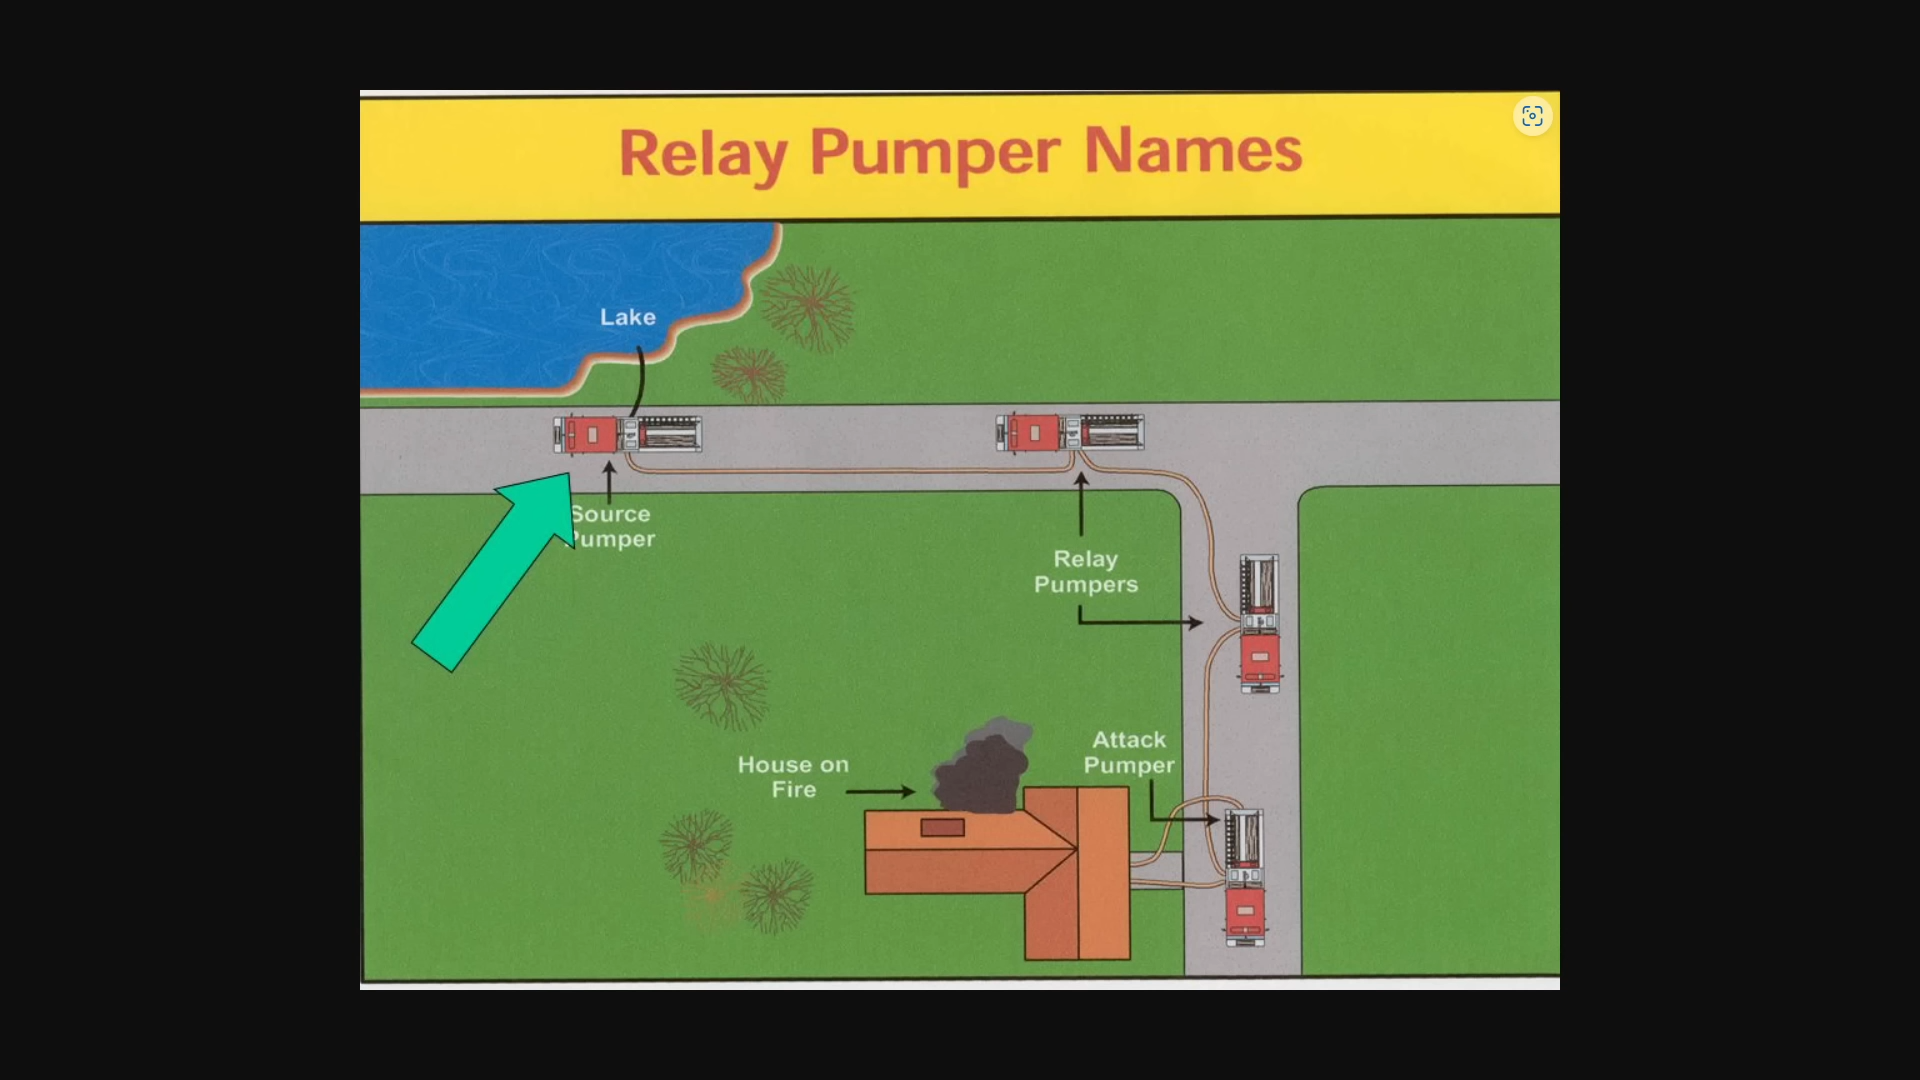 Relay Pumper Names
Lake
Source
Pumper
Relay
Pumpers
House on
Fire
Attack
Pumper